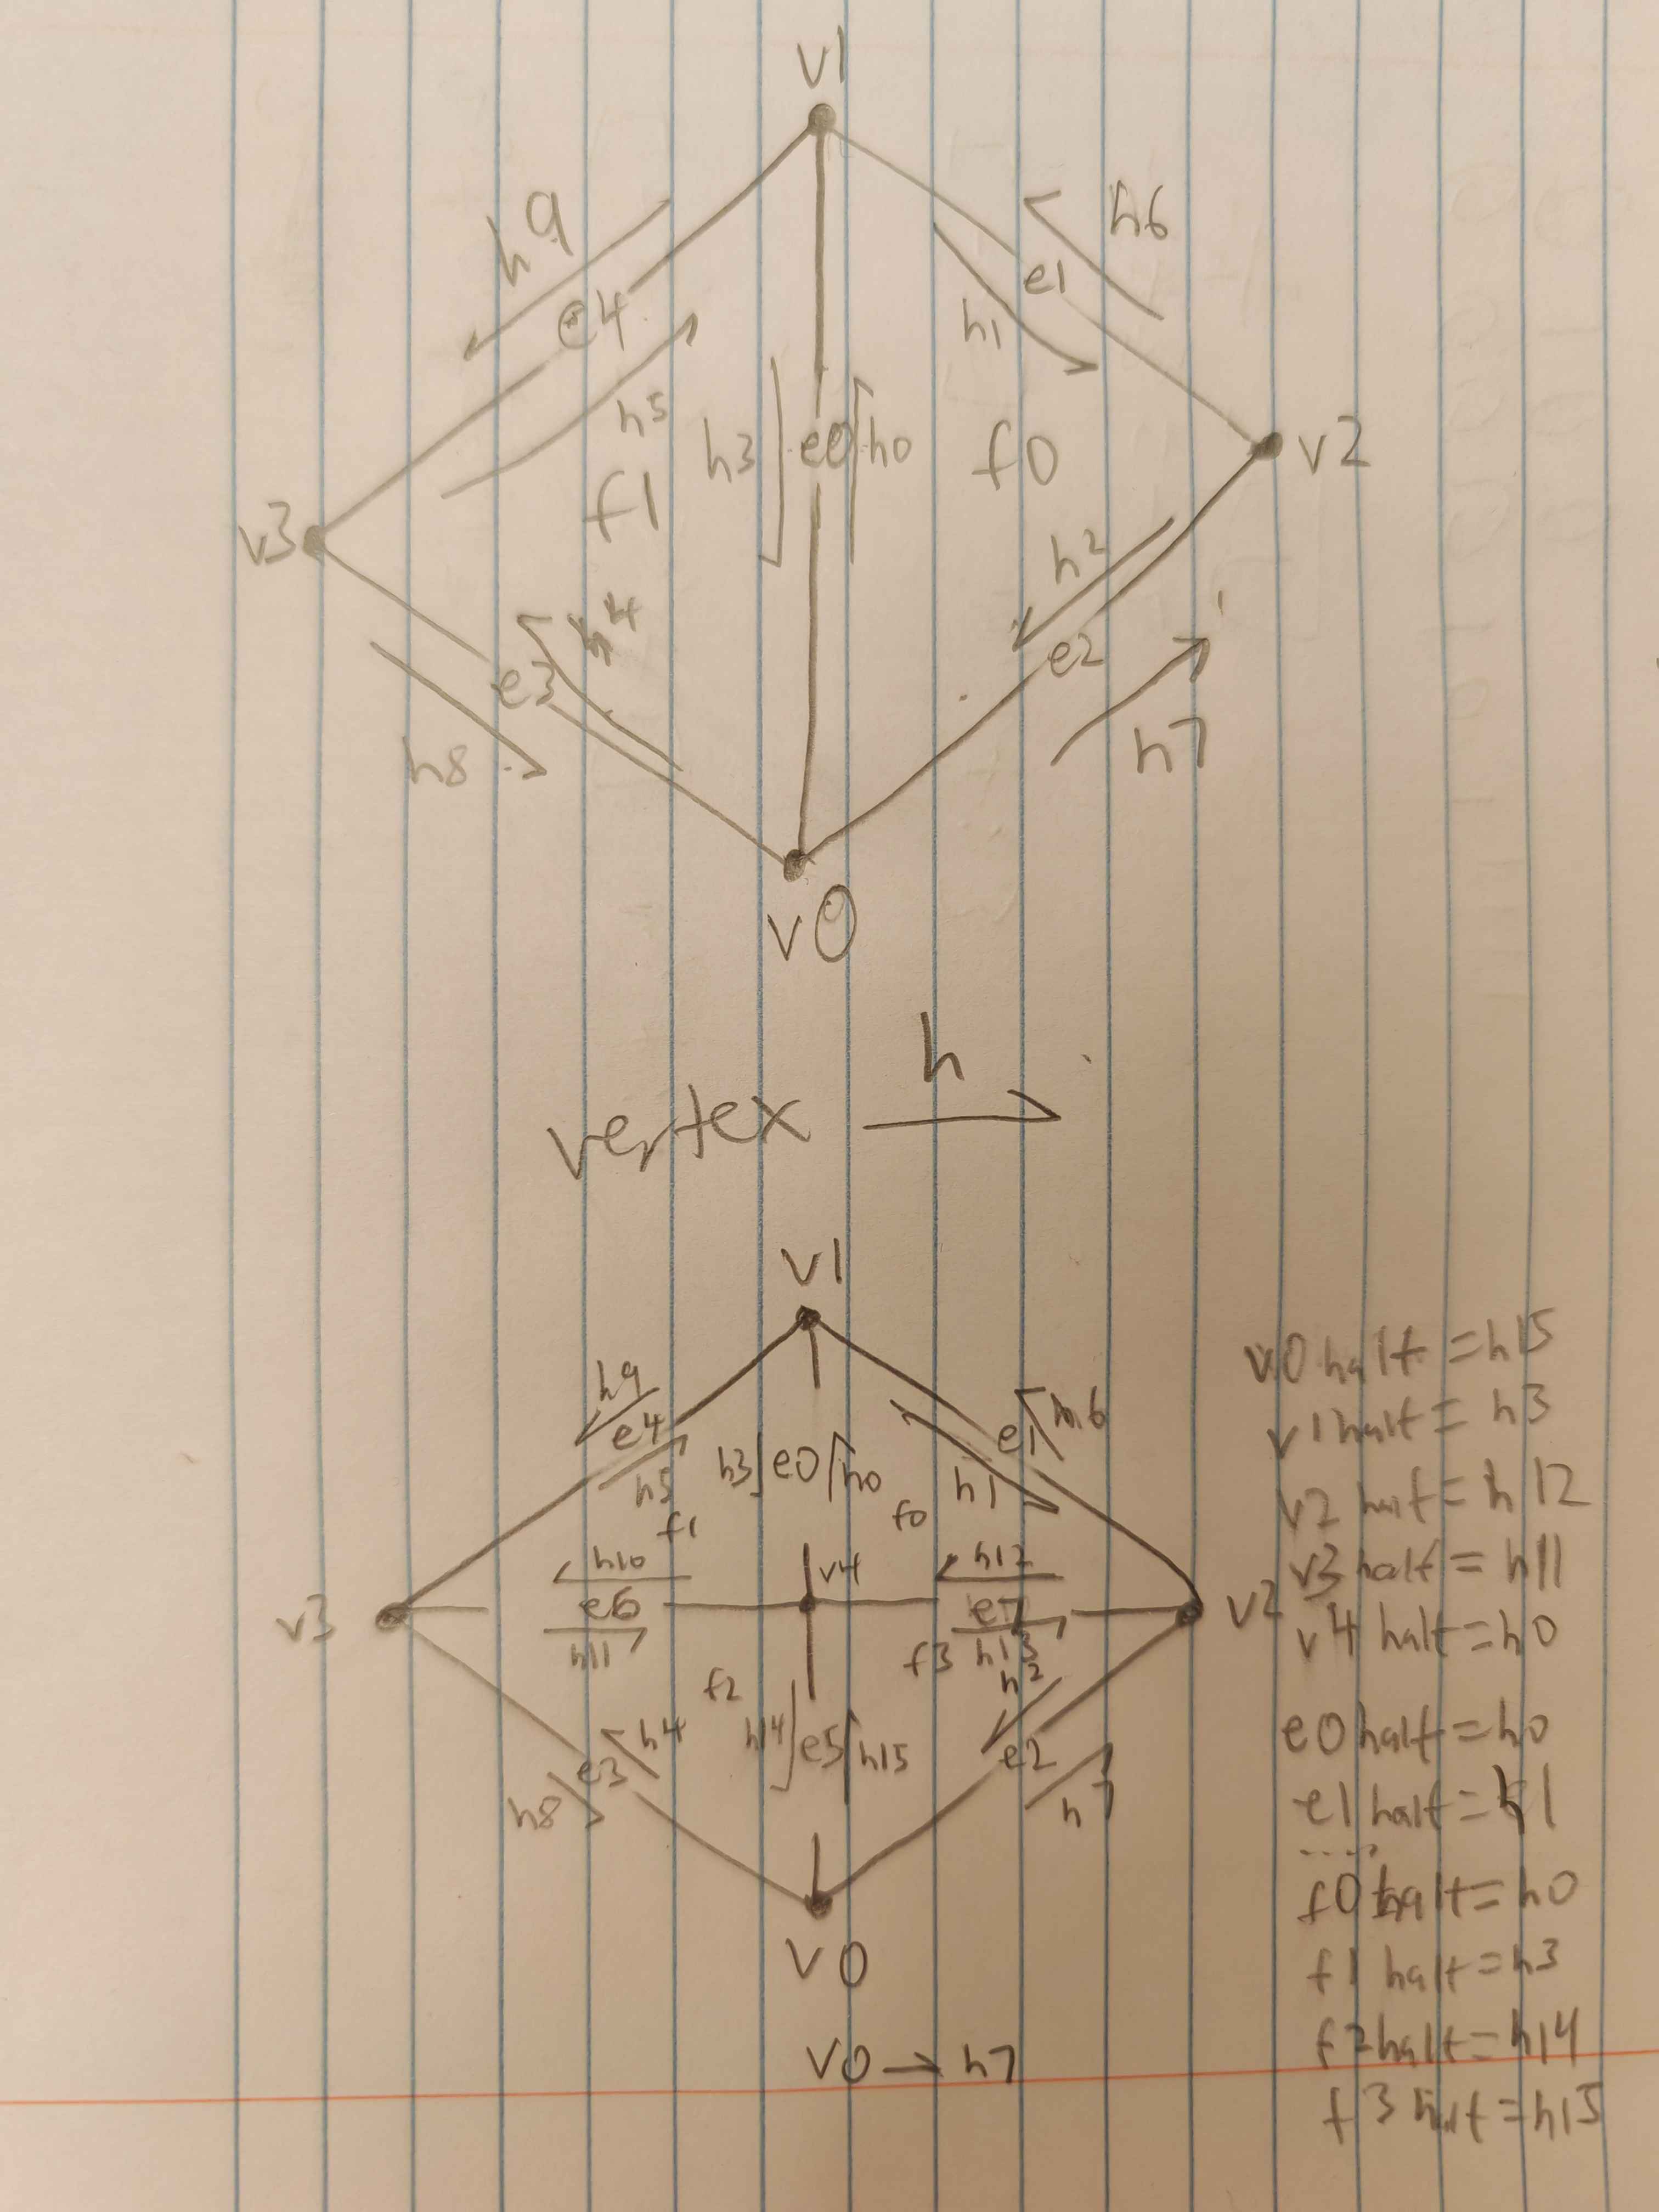 v1
h9
h6
e4
e1
h1
h5
h3
e0
h0
f0
v2
f1
v3
h2
h4
e2
e3
h8
h7
v0
h
vertex
v1
h9
e4
h5
h3
e0
h0
e1
h6
h1
f1
f0
h10
v4
h12
v3
e6
e7
v2
h11
f3
h13
f2
h2
h14
e5
h15
h4
e3
h8
e2
h7
v0
v0 → h7
v0 half = h15
v1 half = h3
v2 half = h12
v3 half = h11
v4 half = h0
e0 half = h0
e1 half = h1
.....
f0 half = h0
f1 half = h3
f2 half = h14
f3 half = h15